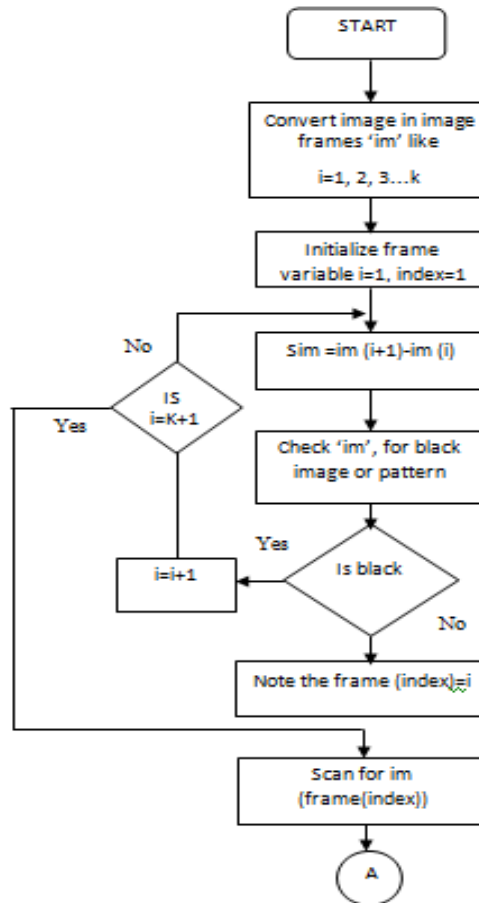 START
Convert image in image
frames ‘im’ like
i=1, 2, 3...k
Initialize frame
variable i=1, index=1
Sim =im (i+1)-im (i)
No
IS
i=K+1
Yes
Check ‘im’, for black
image or pattern
Yes
Is black
i=i+1
No
Note the frame (index)=i
Scan for im
(frame(index))
A